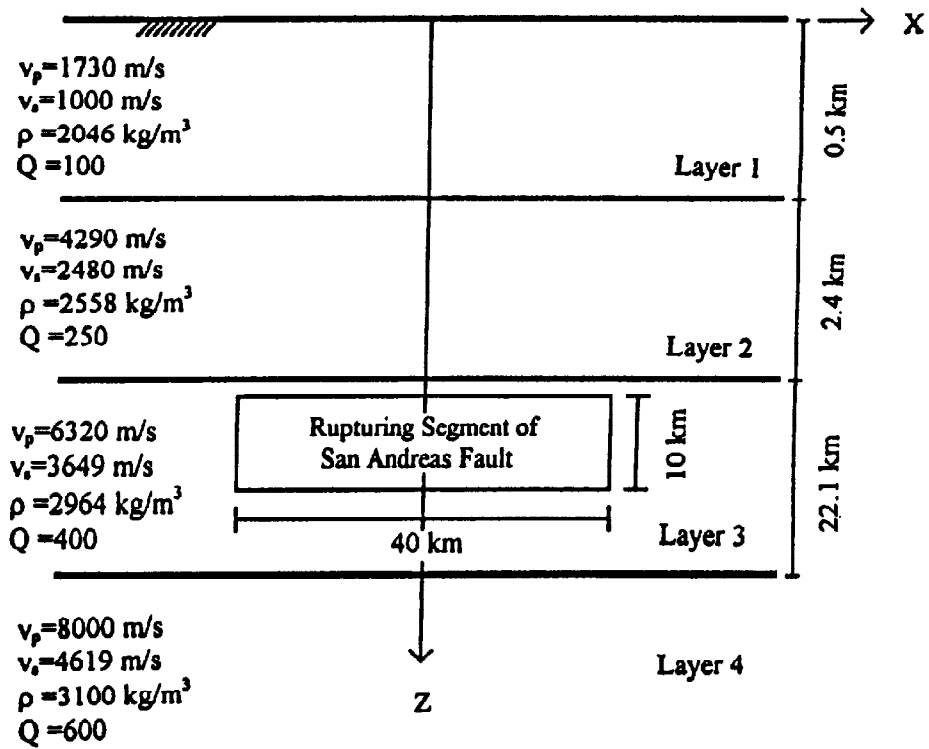 X
vₚ=1730 m/s
vₛ=1000 m/s
ρ =2046 kg/m³
Q =100
Layer 1
0.5 km
vₚ=4290 m/s
vₛ=2480 m/s
ρ =2558 kg/m³
Q =250
Layer 2
2.4 km
vₚ=6320 m/s
vₛ=3649 m/s
ρ =2964 kg/m³
Q =400
Rupturing Segment of
San Andreas Fault
10 km
40 km
Layer 3
22.1 km
vₚ=8000 m/s
vₛ=4619 m/s
ρ =3100 kg/m³
Q =600
Layer 4
Z